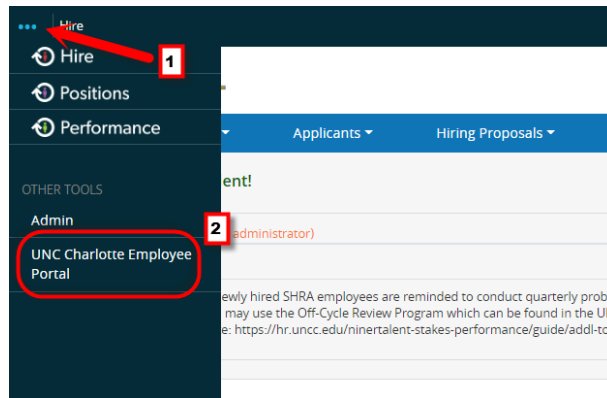 ••• Hire
1
Hire
Positions
Performance
Applicants Hiring Proposals
OTHER TOOLS
ent!
Admin
2
administrator)
UNC Charlotte Employee
Portal
ewly hired SHRA employees are reminded to conduct quarterly prob
may use the Off-Cycle Review Program which can be found in the U
e: https://hr.uncc.edu/ninertalent-stakes-performance/guide/addl-to